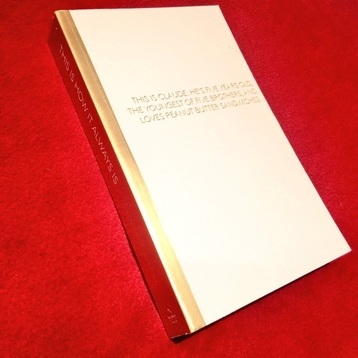 THIS IS CLAUDE. HE'S FIVE YEARS OLD,
THE YOUNGEST OF FIVE BROTHERS, AND
LOVES PEANUT BUTTER SANDWICHES.
THIS IS HOW IT ALWAYS IS